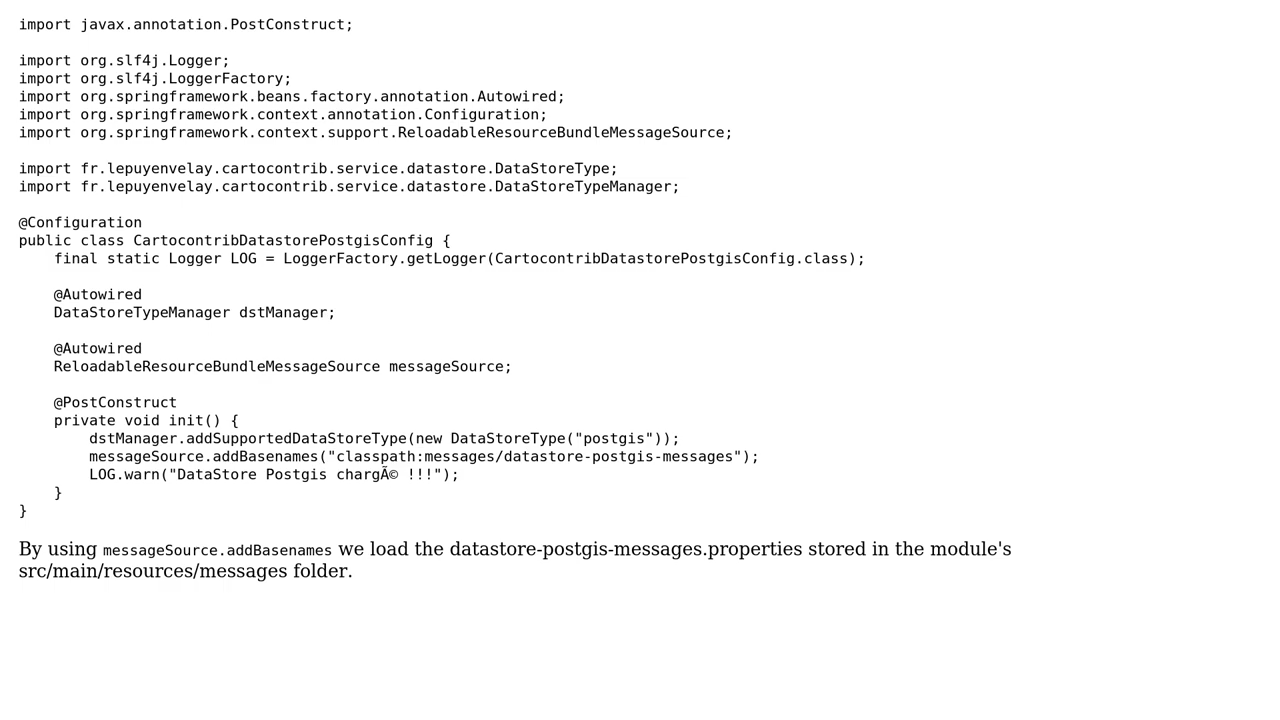 import javax.annotation.PostConstruct;
import org.slf4j.Logger;
import org.slf4j.LoggerFactory;
import org.springframework.beans.factory.annotation.Autowired;
import org.springframework.context.annotation.Configuration;
import org.springframework.context.support.ReloadableResourceBundleMessageSource;
import fr.lepuyenvelay.cartocontrib.service.datastore.DataStoreType;
import fr.lepuyenvelay.cartocontrib.service.datastore.DataStoreTypeManager;
@Configuration
public class CartocontribDatastorePostgisConfig {
    final static Logger LOG = LoggerFactory.getLogger(CartocontribDatastorePostgisConfig.class);
    @Autowired
    DataStoreTypeManager dstManager;
    @Autowired
    ReloadableResourceBundleMessageSource messageSource;
    @PostConstruct
    private void init() {
        dstManager.addSupportedDataStoreType(new DataStoreType("postgis"));
        messageSource.addBasenames("classpath:messages/datastore-postgis-messages");
        LOG.warn("DataStore Postgis chargÃ© !!!");
    }
}
By using messageSource.addBasenames we load the datastore-postgis-messages.properties stored in the module's
src/main/resources/messages folder.